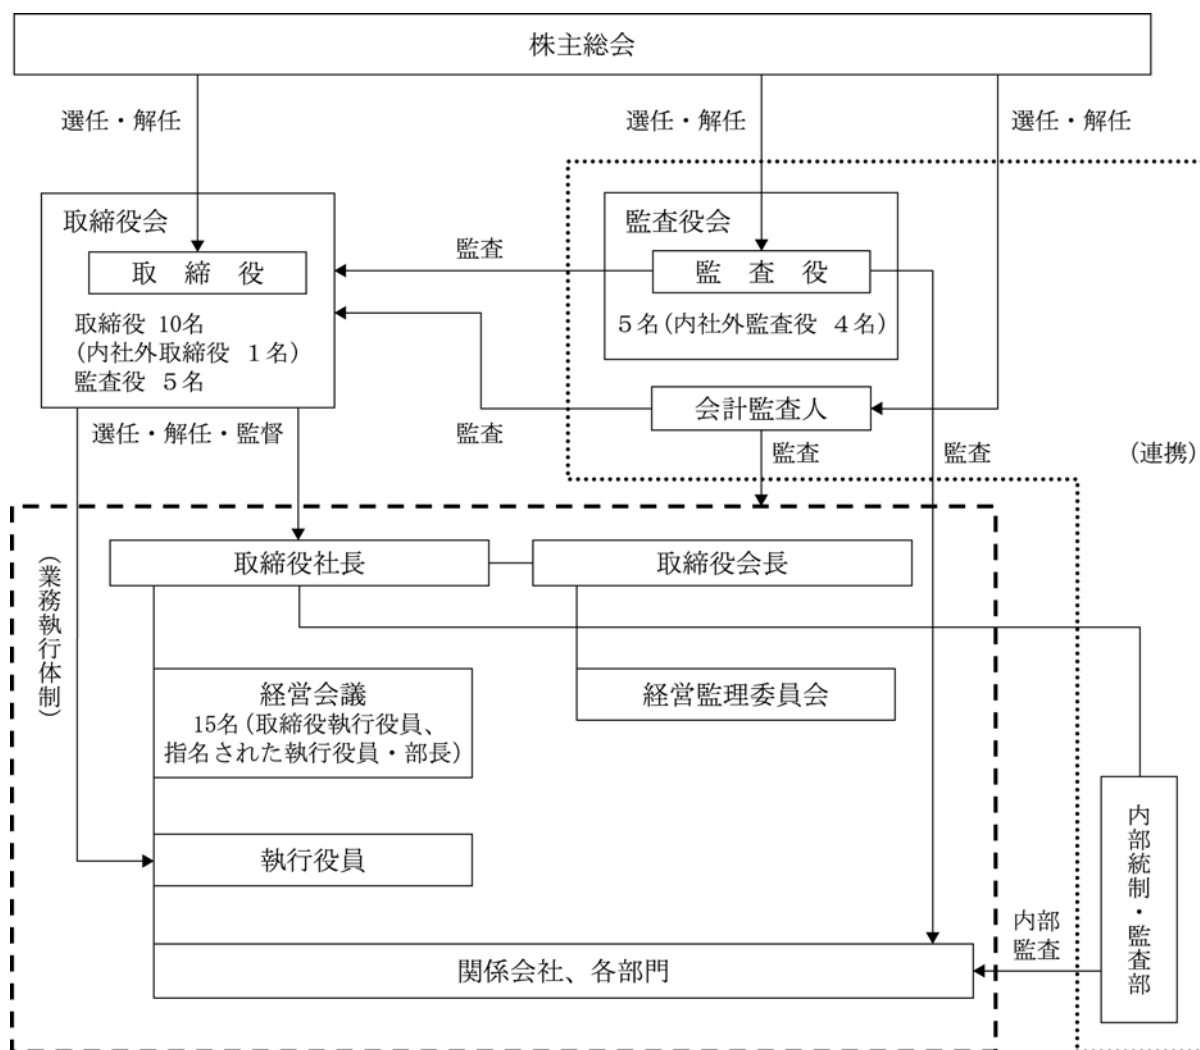 株主総会
選任・解任
選任・解任
選任・解任
取締役会
取　締　役
取締役 10名
(内社外取締役 １名)
監査役 ５名
監査
監査役会
監　査　役
５名(内社外監査役 ４名)
会計監査人
選任・解任・監督
監査
監査
監査
(連携)
(業務執行体制)
取締役社長
取締役会長
経営会議
15名(取締役執行役員、
指名された執行役員・部長)
経営監理委員会
執行役員
内部統制・監査部
内部
監査
関係会社、各部門